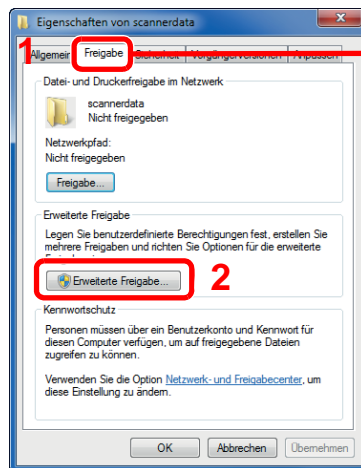 Eigenschaften von scannerdata
1
Allgemein Freigabe Sicherheit Vorgängerversionen Anpassen
Datei- und Druckerfreigabe im Netzwerk
scannerdata
Nicht freigegeben
Netzwerkpfad:
Nicht freigegeben
Freigabe...
Erweiterte Freigabe
Legen Sie benutzerdefinierte Berechtigungen fest, erstellen Sie
mehrere Freigaben und richten Sie Optionen für die erweiterte
Erweiterte Freigabe...
2
Kennwortschutz
Personen müssen über ein Benutzerkonto und Kennwort für
diesen Computer verfügen, um auf freigegebene Dateien
zugreifen zu können.
Verwenden Sie die Option Netzwerk- und Freigabecenter, um
diese Einstellung zu ändern.
OK Abbrechen Übernehmen